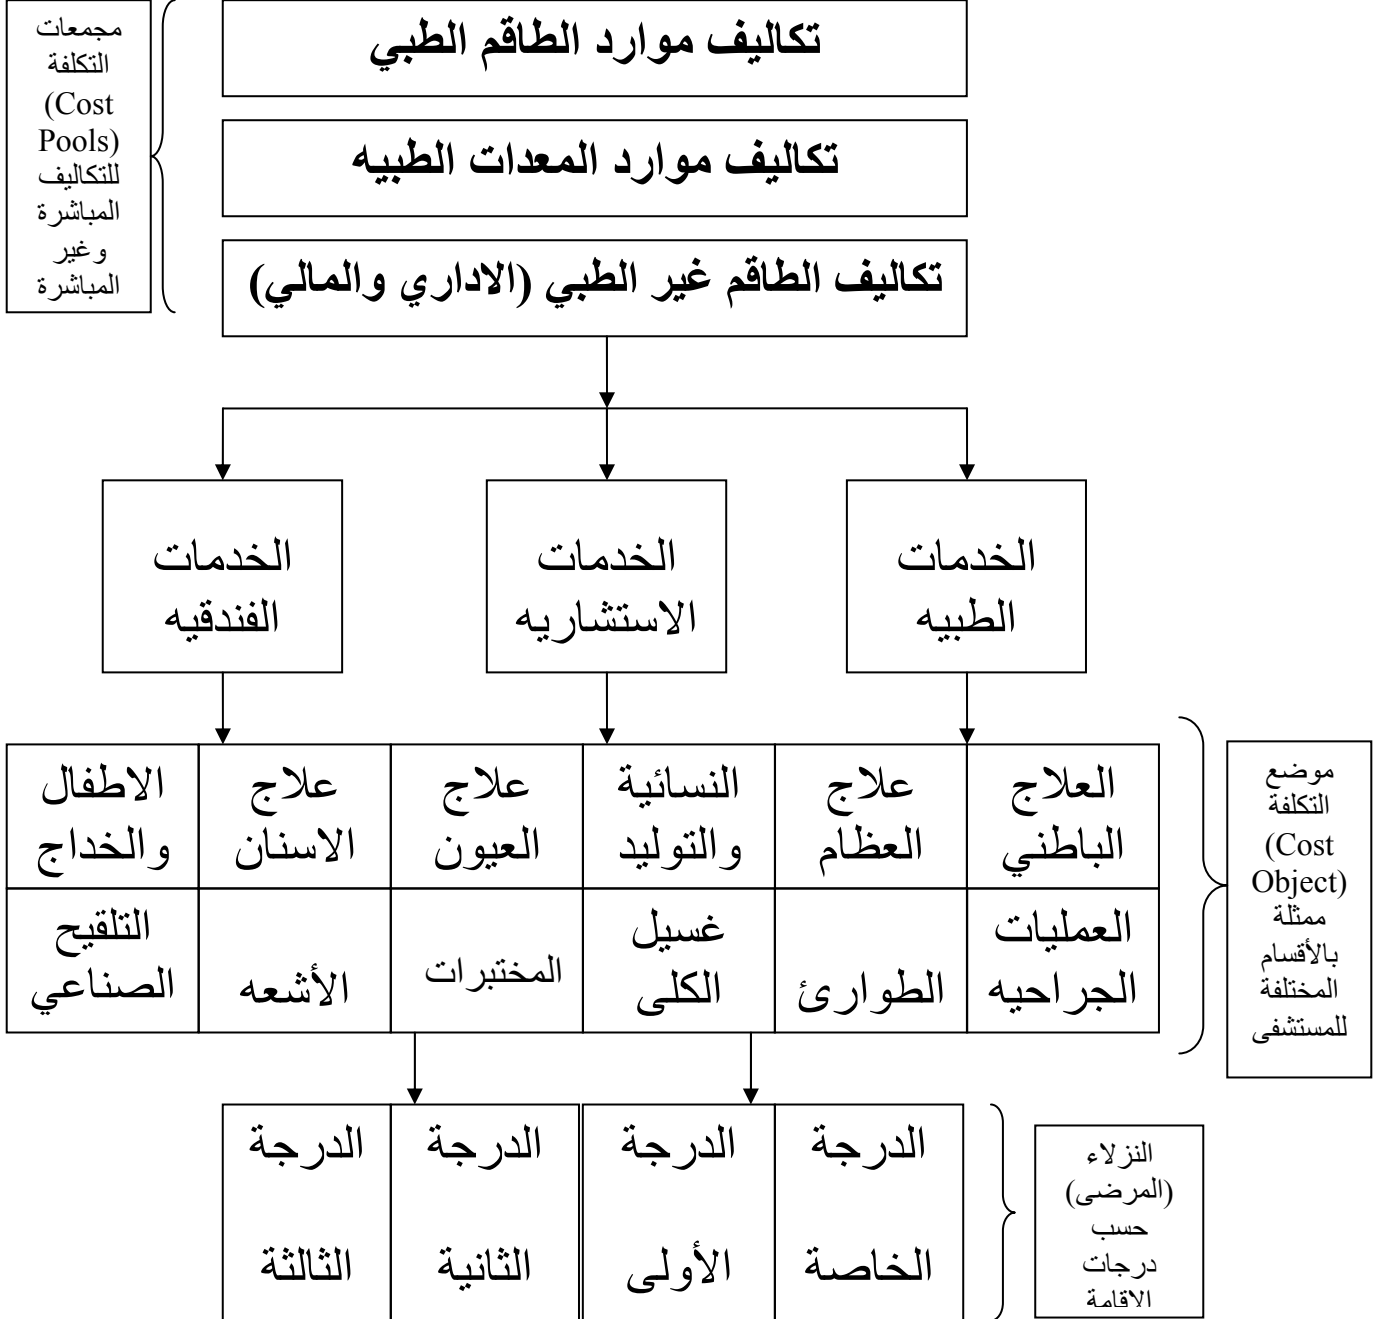 مجمعات
التكلفة
(Cost
Pools)
للتكاليف
المباشرة
وغير
المباشرة
تكاليف موارد الطاقم الطبي
تكاليف موارد المعدات الطبيه
تكاليف الطاقم غير الطبي (الاداري والمالي)
الخدمات
الطبيه
الخدمات
الاستشاريه
الخدمات
الفندقيه
العلاج
الباطني
علاج
العظام
النسائية
والتوليد
علاج
العيون
علاج
الاسنان
الاطفال
والخداج
العمليات
الجراحيه
الطوارئ
غسيل
الكلى
المختبرات
الأشعه
التلقيح
الصناعي
موضع
التكلفة
(Cost
Object)
ممثلة
بالأقسام
المختلفة
للمستشفى
الدرجة
الخاصة
الدرجة
الأولى
الدرجة
الثانية
الدرجة
الثالثة
النزلاء
(المرضى)
حسب
درجات
الاقامة